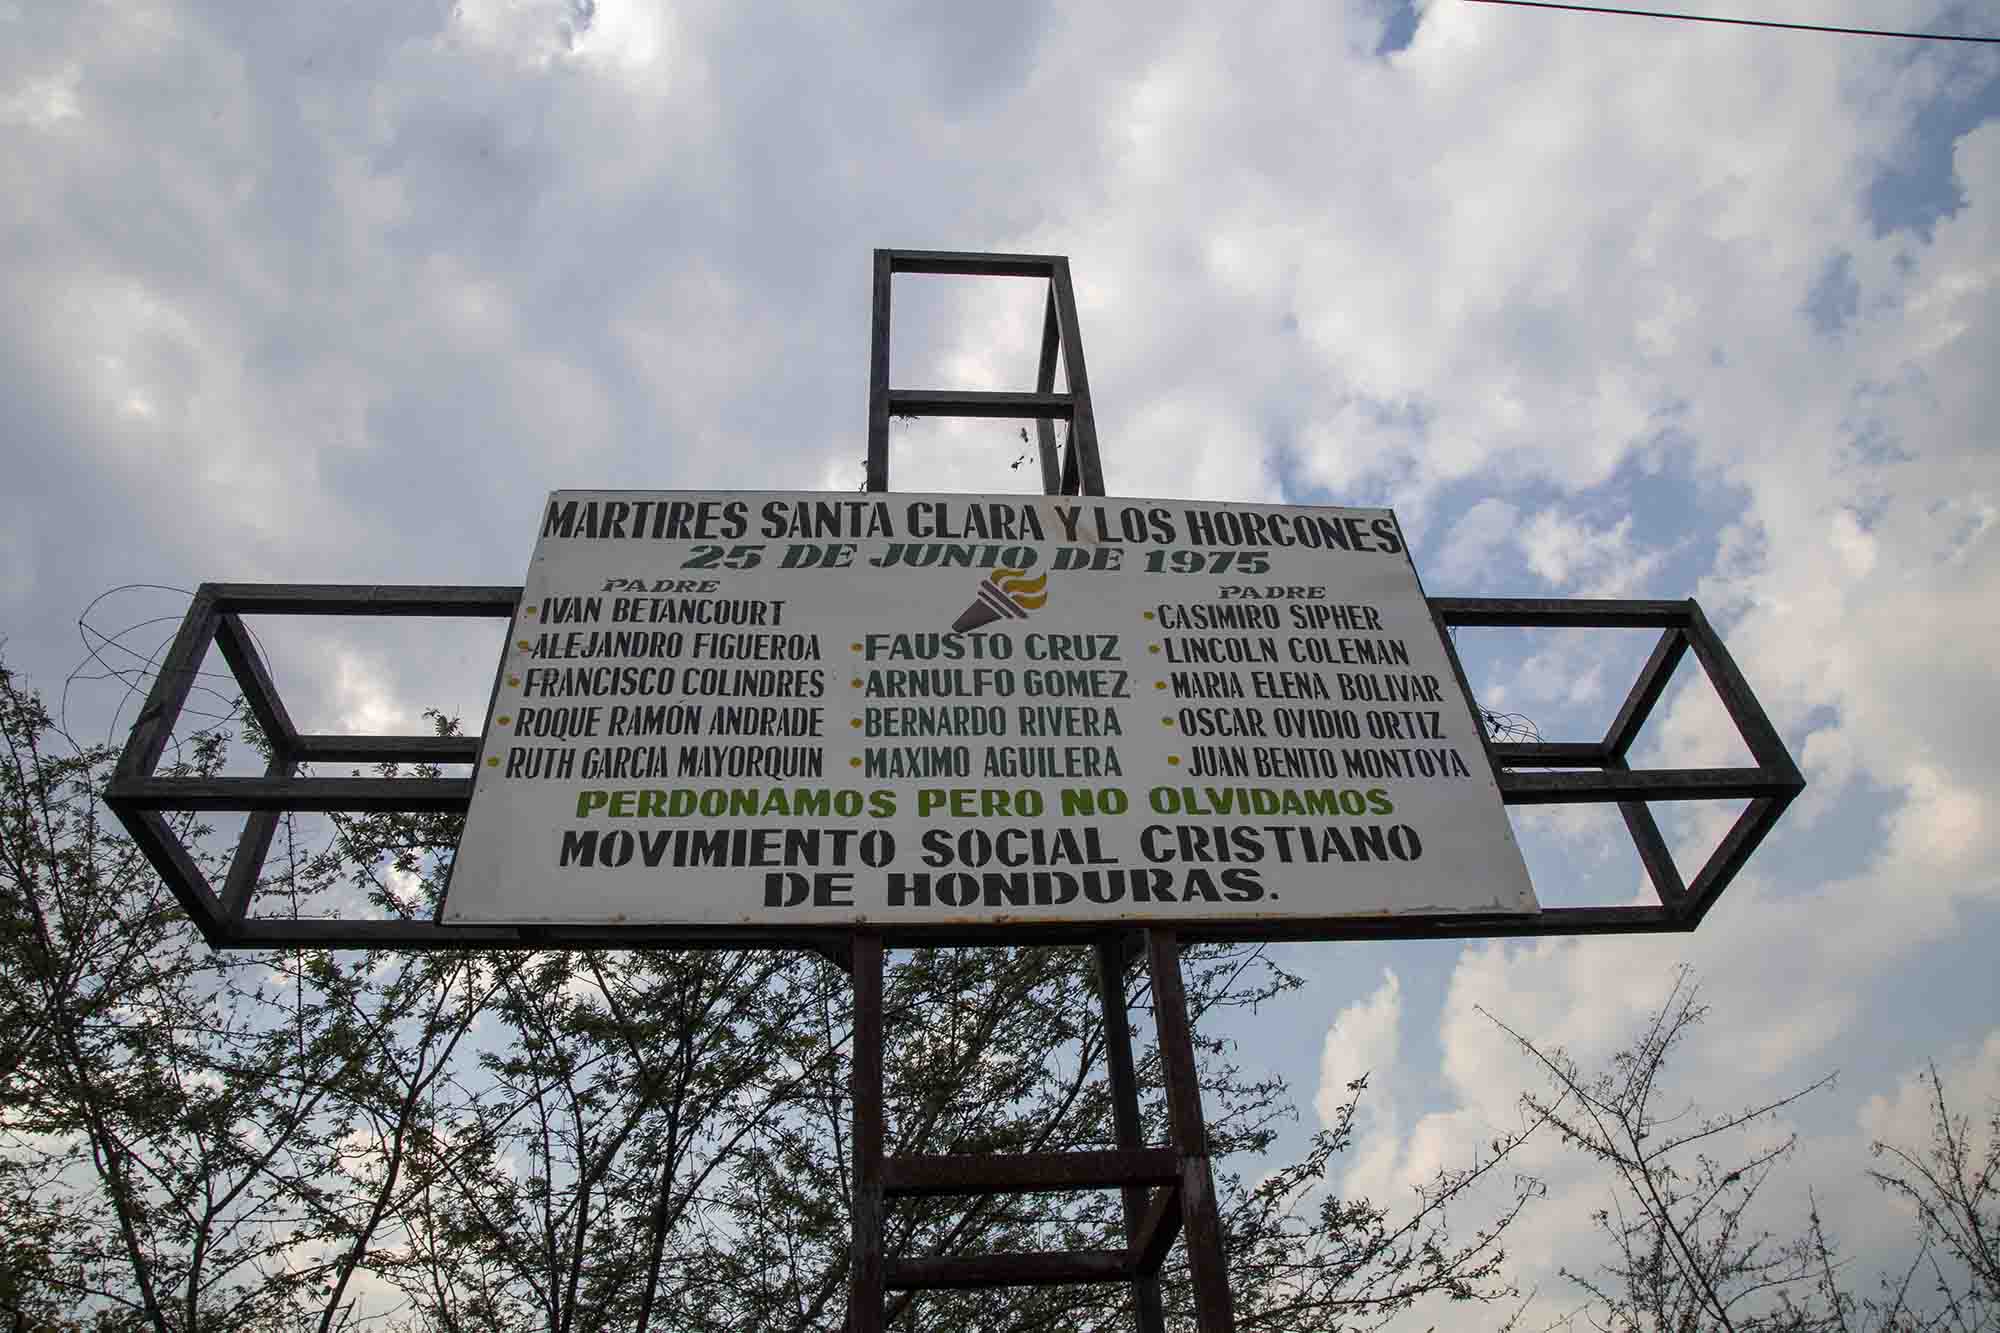 MARTIRES SANTA CLARA Y LOS HORCONES
25 DE JUNIO DE 1975
PADRE
• IVAN BETANCOURT
• ALEJANDRO FIGUEROA
• FRANCISCO COLINDRES
• ROQUE RAMÓN ANDRADE
• RUTH GARCIA MAYORQUIN
• FAUSTO CRUZ
• ARNULFO GOMEZ
• BERNARDO RIVERA
• MAXIMO AGUILERA
PADRE
• CASIMIRO SIPHER
• LINCOLN COLEMAN
• MARIA ELENA BOLIVAR
• OSCAR OVIDIO ORTIZ
• JUAN BENITO MONTOYA
PERDONAMOS PERO NO OLVIDAMOS
MOVIMIENTO SOCIAL CRISTIANO
DE HONDURAS.